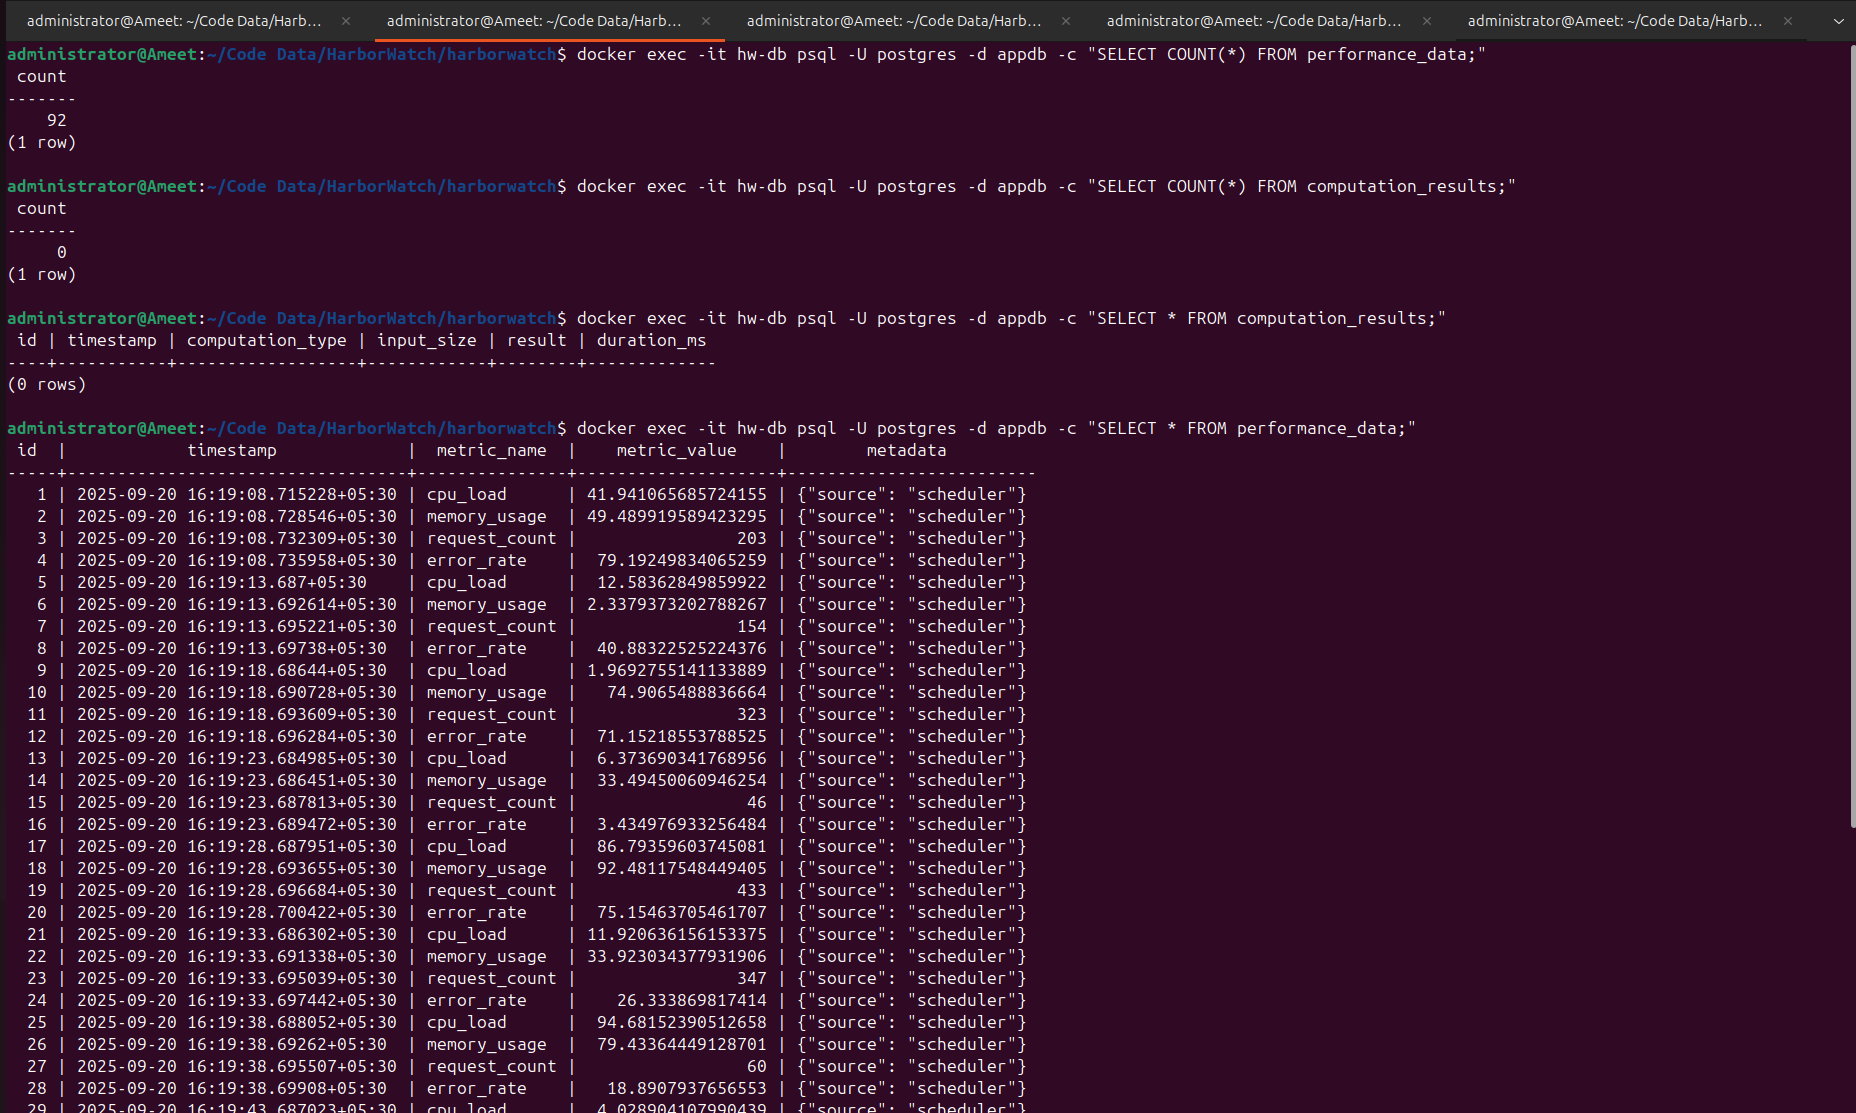 administrator@Ameet: ~/Code Data/Harb... × administrator@Ameet: ~/Code Data/Harb... × administrator@Ameet: ~/Code Data/Harb... × administrator@Ameet: ~/Code Data/Harb... × administrator@Ameet: ~/Code Data/Harb... ×
administrator@Ameet:~/Code Data/HarborWatch/harborwatch$ docker exec -it hw-db psql -U postgres -d appdb -c "SELECT COUNT(*) FROM performance_data;"
 count
-------
    92
(1 row)
administrator@Ameet:~/Code Data/HarborWatch/harborwatch$ docker exec -it hw-db psql -U postgres -d appdb -c "SELECT COUNT(*) FROM computation_results;"
 count
-------
     0
(1 row)
administrator@Ameet:~/Code Data/HarborWatch/harborwatch$ docker exec -it hw-db psql -U postgres -d appdb -c "SELECT * FROM computation_results;"
 id | timestamp | computation_type | input_size | result | duration_ms
----+-----------+------------------+------------+--------+-------------
(0 rows)
administrator@Ameet:~/Code Data/HarborWatch/harborwatch$ docker exec -it hw-db psql -U postgres -d appdb -c "SELECT * FROM performance_data;"
 id  |            timestamp             |  metric_name  |    metric_value    |        metadata
-----+----------------------------------+---------------+--------------------+-------------------------
   1 | 2025-09-20 16:19:08.715228+05:30 | cpu_load      | 41.941065685724155 | {"source": "scheduler"}
   2 | 2025-09-20 16:19:08.728546+05:30 | memory_usage  | 49.489919589423295 | {"source": "scheduler"}
   3 | 2025-09-20 16:19:08.732309+05:30 | request_count |                203 | {"source": "scheduler"}
   4 | 2025-09-20 16:19:08.735958+05:30 | error_rate    |  79.19249834065259 | {"source": "scheduler"}
   5 | 2025-09-20 16:19:13.687+05:30    | cpu_load      |  12.58362849859922 | {"source": "scheduler"}
   6 | 2025-09-20 16:19:13.692614+05:30 | memory_usage  | 2.3379373202788267 | {"source": "scheduler"}
   7 | 2025-09-20 16:19:13.695221+05:30 | request_count |                154 | {"source": "scheduler"}
   8 | 2025-09-20 16:19:13.69738+05:30  | error_rate    |  40.88322525224376 | {"source": "scheduler"}
   9 | 2025-09-20 16:19:18.68644+05:30  | cpu_load      | 1.9692755141133889 | {"source": "scheduler"}
  10 | 2025-09-20 16:19:18.690728+05:30 | memory_usage  |   74.9065488836664 | {"source": "scheduler"}
  11 | 2025-09-20 16:19:18.693609+05:30 | request_count |                323 | {"source": "scheduler"}
  12 | 2025-09-20 16:19:18.696284+05:30 | error_rate    |  71.15218553788525 | {"source": "scheduler"}
  13 | 2025-09-20 16:19:23.684985+05:30 | cpu_load      |  6.373690341768956 | {"source": "scheduler"}
  14 | 2025-09-20 16:19:23.686451+05:30 | memory_usage  |  33.49450060946254 | {"source": "scheduler"}
  15 | 2025-09-20 16:19:23.687813+05:30 | request_count |                 46 | {"source": "scheduler"}
  16 | 2025-09-20 16:19:23.689472+05:30 | error_rate    |  3.434976933256484 | {"source": "scheduler"}
  17 | 2025-09-20 16:19:28.687951+05:30 | cpu_load      |  86.79359603745081 | {"source": "scheduler"}
  18 | 2025-09-20 16:19:28.693655+05:30 | memory_usage  |  92.48117548449405 | {"source": "scheduler"}
  19 | 2025-09-20 16:19:28.696684+05:30 | request_count |                433 | {"source": "scheduler"}
  20 | 2025-09-20 16:19:28.700422+05:30 | error_rate    |  75.15463705461707 | {"source": "scheduler"}
  21 | 2025-09-20 16:19:33.686302+05:30 | cpu_load      | 11.920636156153375 | {"source": "scheduler"}
  22 | 2025-09-20 16:19:33.691338+05:30 | memory_usage  | 33.923034377931906 | {"source": "scheduler"}
  23 | 2025-09-20 16:19:33.695039+05:30 | request_count |                347 | {"source": "scheduler"}
  24 | 2025-09-20 16:19:33.697442+05:30 | error_rate    |    26.333869817414 | {"source": "scheduler"}
  25 | 2025-09-20 16:19:38.688052+05:30 | cpu_load      |  94.68152390512658 | {"source": "scheduler"}
  26 | 2025-09-20 16:19:38.69262+05:30  | memory_usage  |  79.43364449128701 | {"source": "scheduler"}
  27 | 2025-09-20 16:19:38.695507+05:30 | request_count |                 60 | {"source": "scheduler"}
  28 | 2025-09-20 16:19:38.69908+05:30  | error_rate    |   18.8907937656553 | {"source": "scheduler"}
  29 | 2025-09-20 16:19:43.687023+05:30 | cpu_load      |  4.028904107990439 | {"source": "scheduler"}